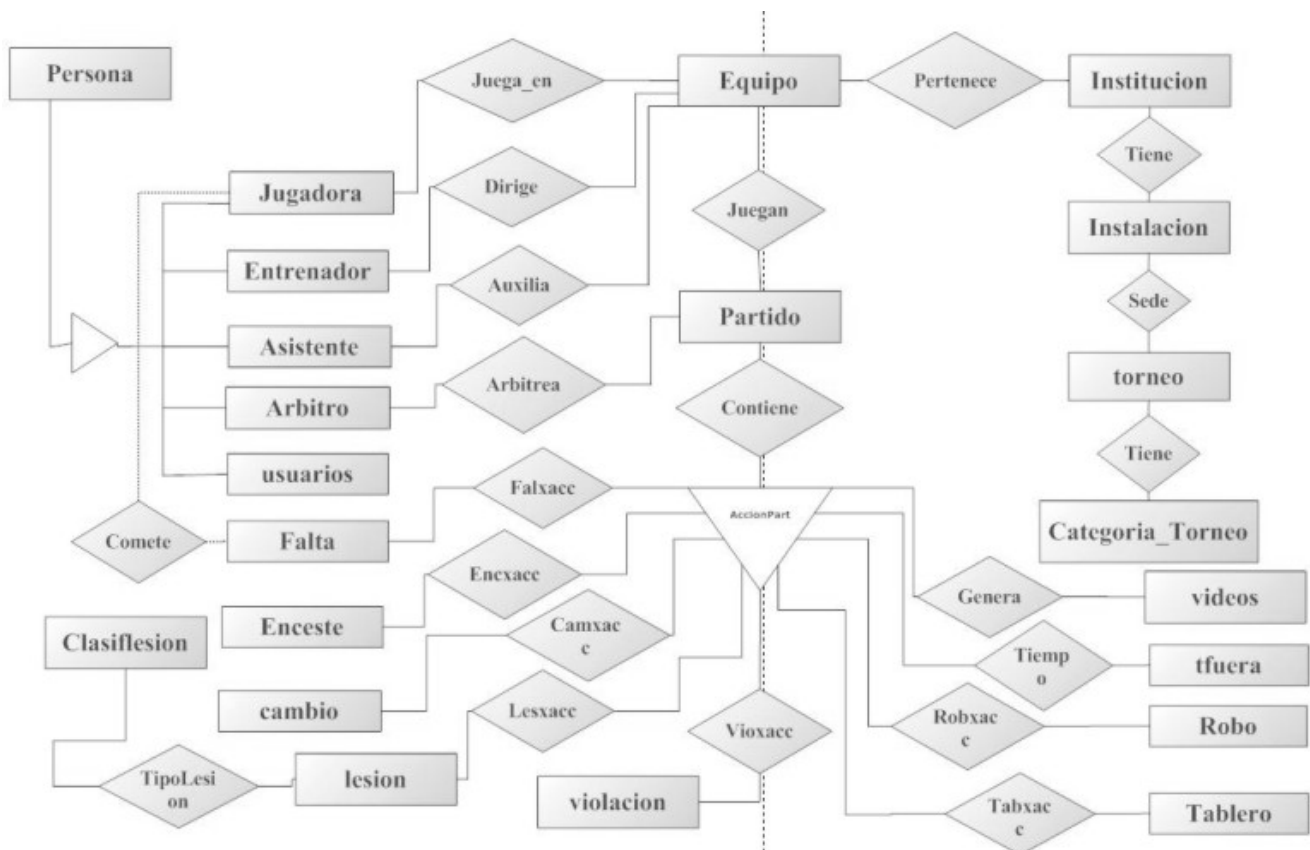 Persona
Juega_en
Equipo
Pertenece
Institucion
Tiene
Jugadora
Dirige
Juegan
Instalacion
Entrenador
Auxilia
Sede
Partido
Asistente
Arbitrea
torneo
Arbitro
Contiene
Tiene
usuarios
Falxacc
AccionPart
Categoria_Torneo
Comete
Falta
Encxacc
Genera
videos
Enceste
Camxac
c
Clasiflesion
Tiemp
o
tfuera
cambio
Lesxacc
Robxac
c
Robo
Vioxacc
TipoLesi
on
lesion
violacion
Tabxac
c
Tablero